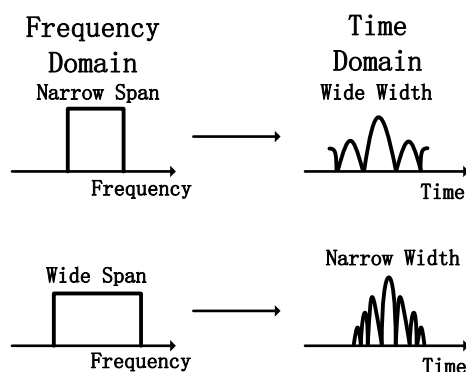 Frequency
Domain
Time
Domain
Narrow Span
Wide Width
Frequency
Time
Wide Span
Narrow Width
Frequency
Time